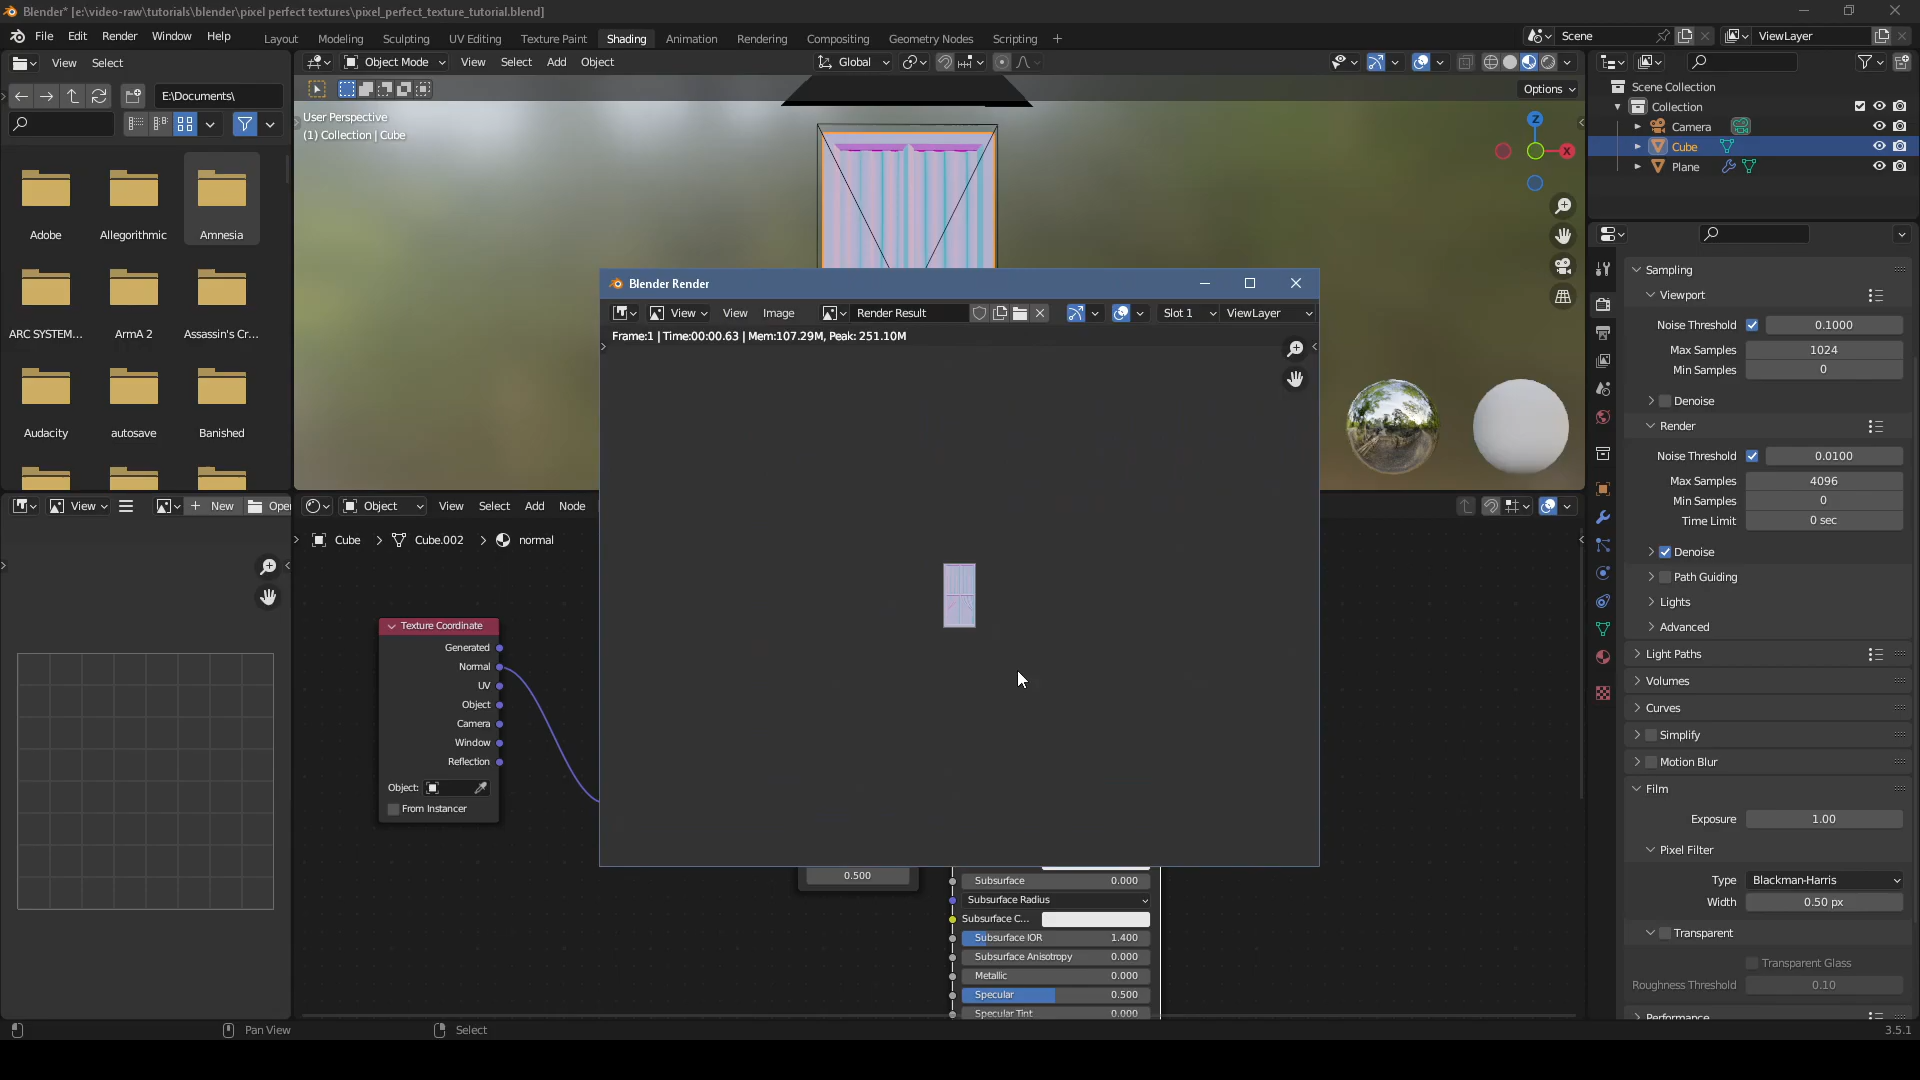 Blender* [e:\video-raw\tutorials\blender\pixel perfect textures\pixel_perfect_texture_tutorial.blend]
File Edit Render Window Help
Layout Modeling Sculpting UV Editing Texture Paint Shading Animation Rendering Compositing Geometry Nodes Scripting +
Scene
ViewLayer
View Select
Object Mode View Select Add Object
Global
E:\Documents\
Options
User Perspective
(1) Collection | Cube
Z
X
Scene Collection
Collection
Camera
Cube
Plane
Adobe Allegorithmic Amnesia
ARC SYSTEM... ArmA 2 Assassin's Cr...
Audacity autosave Banished
Blender Render
View View Image Render Result Slot 1 ViewLayer
Frame:1 | Time:00:00.63 | Mem:107.29M, Peak: 251.10M
View + New Ope
Object View Select Add Node
Cube > Cube.002 > normal
Texture Coordinate
Generated
Normal
UV
Object
Camera
Window
Reflection
Object:
From Instancer
0.500
Subsurface 0.000
Subsurface Radius
Subsurface C...
Subsurface IOR 1.400
Subsurface Anisotropy 0.000
Metallic 0.000
Specular 0.500
Specular Tint 0.000
Sampling
Viewport
Noise Threshold 0.1000
Max Samples 1024
Min Samples 0
Denoise
Render
Noise Threshold 0.0100
Max Samples 4096
Min Samples 0
Time Limit 0 sec
Denoise
Path Guiding
Lights
Advanced
Light Paths
Volumes
Curves
Simplify
Motion Blur
Film
Exposure 1.00
Pixel Filter
Type Blackman-Harris
Width 0.50 px
Transparent
Transparent Glass
Roughness Threshold 0.10
Performance
Pan View
Select
3.5.1